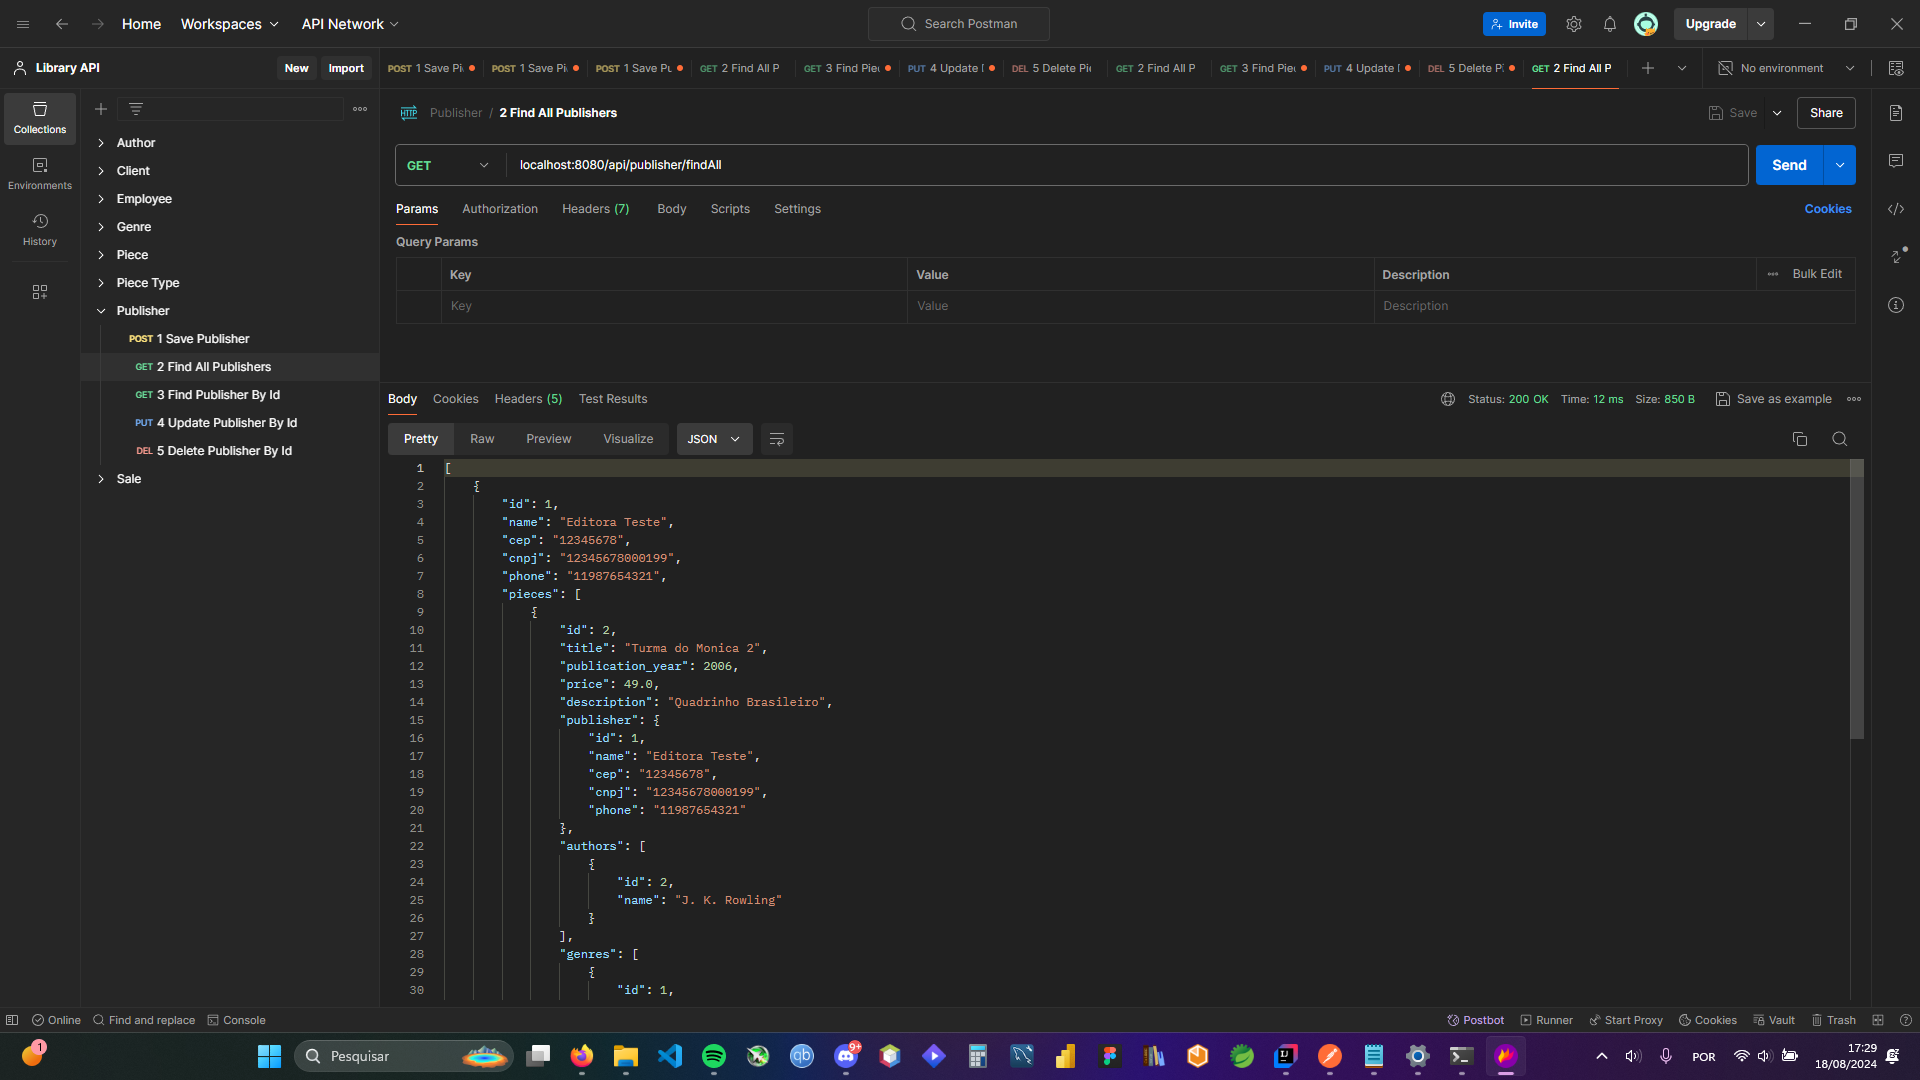 Home Workspaces API Network Search Postman Invite Upgrade
Library API New Import POST 1 Save Pi POST 1 Save Pi POST 1 Save Pu GET 2 Find All P GET 3 Find Pie PUT 4 Update DEL 5 Delete Pi GET 2 Find All P GET 3 Find Pie PUT 4 Update DEL 5 Delete P GET 2 Find All P No environment
Collections
Environments
History
Author
Client
Employee
Genre
Piece
Piece Type
Publisher
POST 1 Save Publisher
GET 2 Find All Publishers
GET 3 Find Publisher By Id
PUT 4 Update Publisher By Id
DEL 5 Delete Publisher By Id
Sale
HTTP Publisher / 2 Find All Publishers Save Share
GET localhost:8080/api/publisher/findAll Send
Params Authorization Headers (7) Body Scripts Settings Cookies
Query Params
Key Value Description Bulk Edit
Key Value Description
Body Cookies Headers (5) Test Results Status: 200 OK Time: 12 ms Size: 850 B Save as example
Pretty Raw Preview Visualize JSON
1 [
2 {
3 "id": 1,
4 "name": "Editora Teste",
5 "cep": "12345678",
6 "cnpj": "12345678000199",
7 "phone": "11987654321",
8 "pieces": [
9 {
10 "id": 2,
11 "title": "Turma do Monica 2",
12 "publication_year": 2006,
13 "price": 49.0,
14 "description": "Quadrinho Brasileiro",
15 "publisher": {
16 "id": 1,
17 "name": "Editora Teste",
18 "cep": "12345678",
19 "cnpj": "12345678000199",
20 "phone": "11987654321"
21 },
22 "authors": [
23 {
24 "id": 2,
25 "name": "J. K. Rowling"
26 }
27 ],
28 "genres": [
29 {
30 "id": 1,
Online Find and replace Console Postbot Runner Start Proxy Cookies Vault Trash
1 Pesquisar qb 9+ POR 17:29
18/08/2024